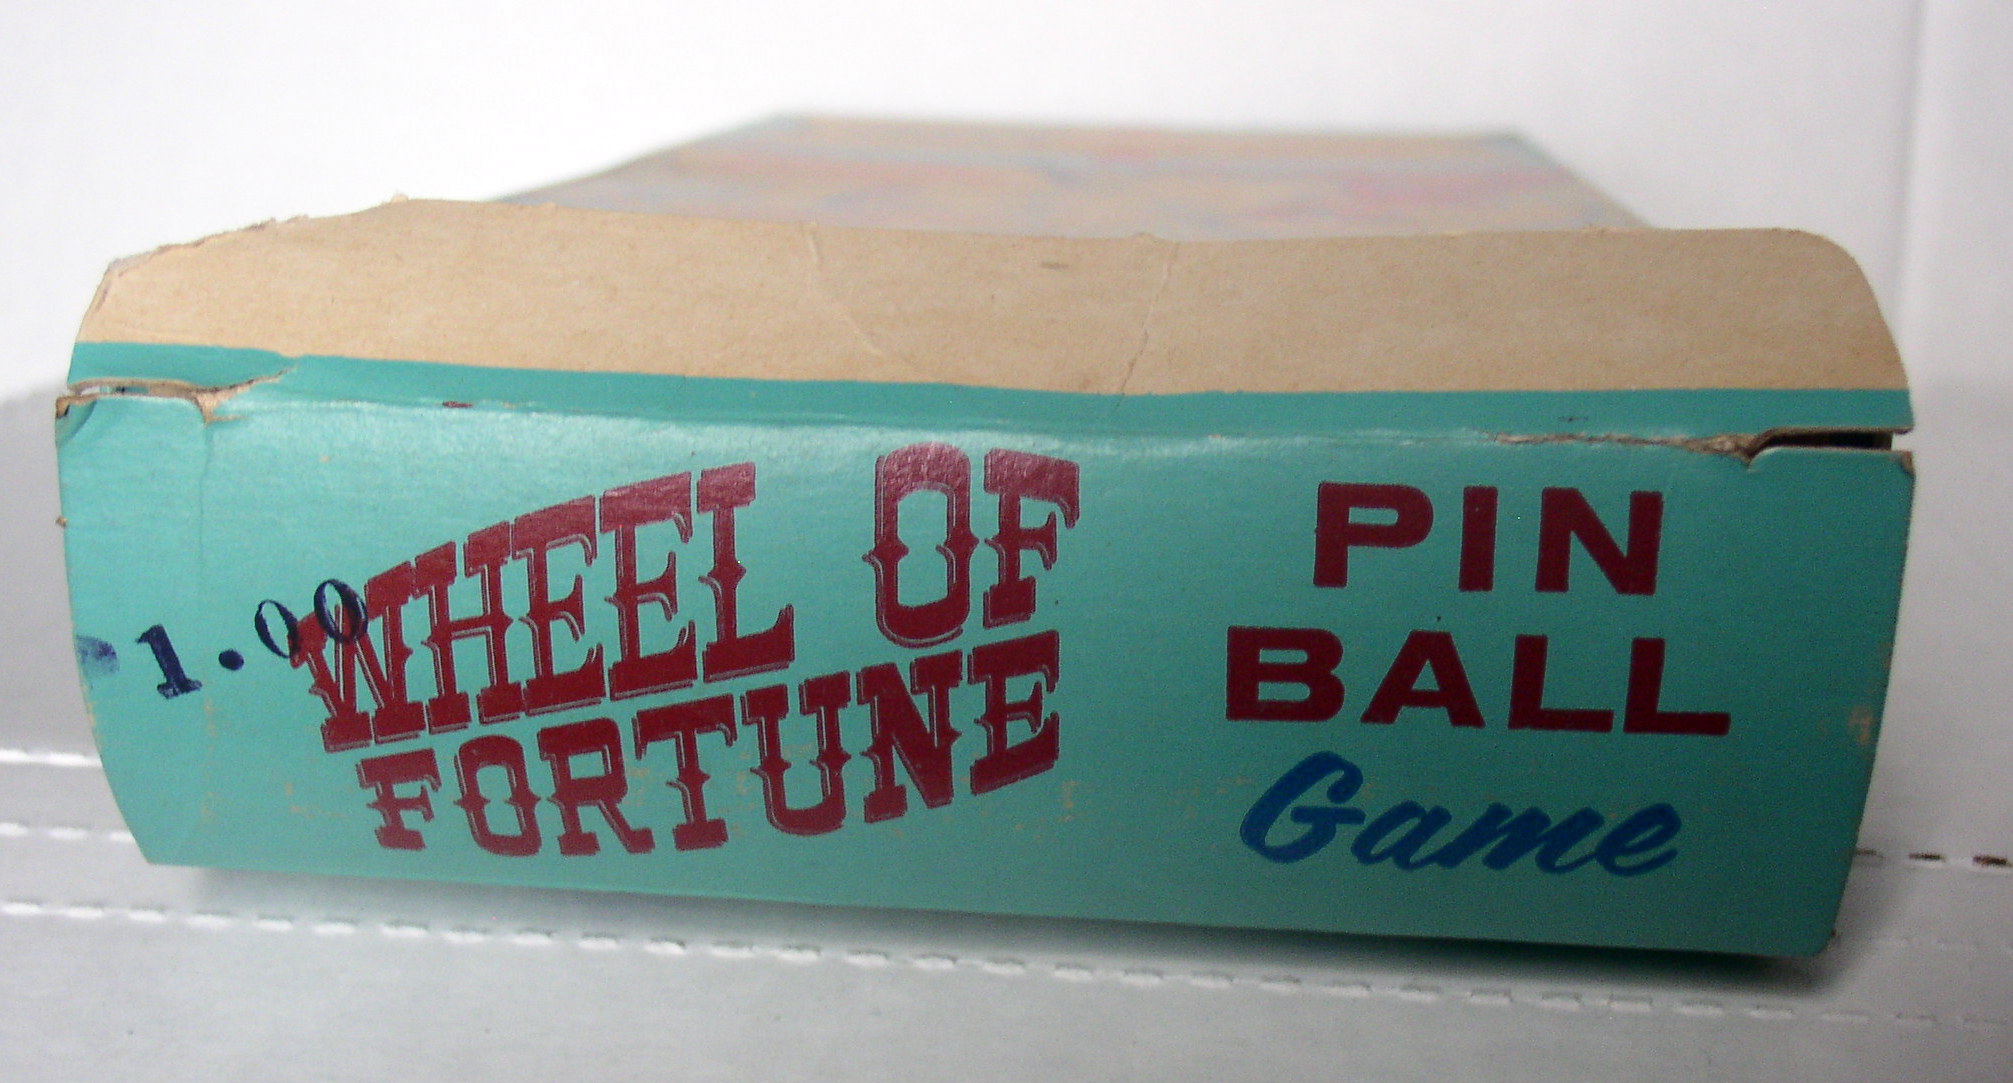 1.00
WHEEL OF
FORTUNE
PIN
BALL
Game